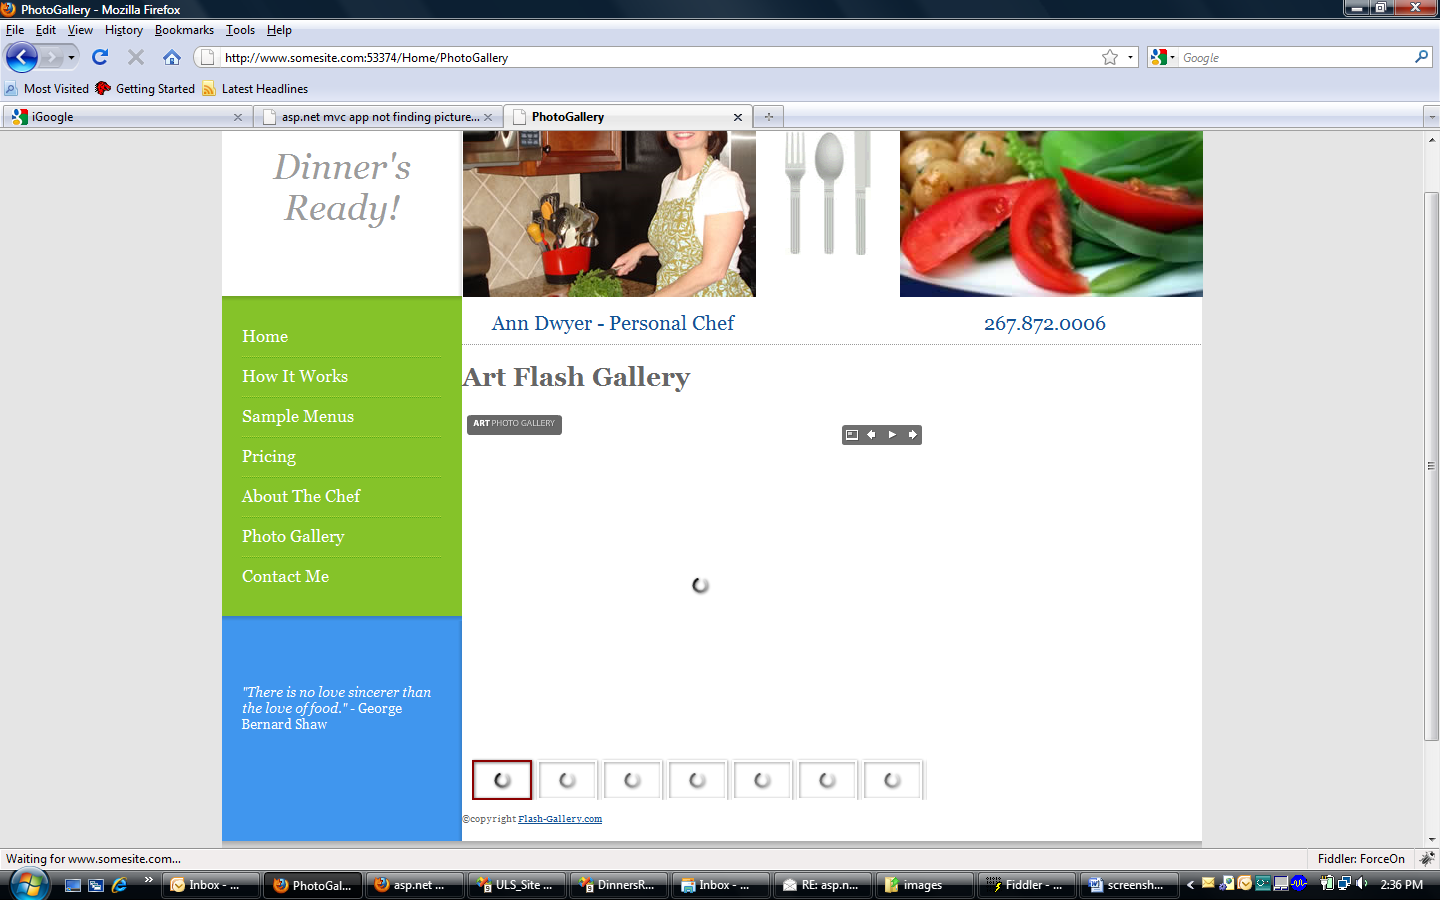 PhotoGallery - Mozilla Firefox
File Edit View History Bookmarks Tools Help
http://www.somesite.com:53374/Home/PhotoGallery
Google
Most Visited Getting Started Latest Headlines
iGoogle
asp.net mvc app not finding picture...
PhotoGallery
Dinner's
Ready!
Ann Dwyer - Personal Chef
267.872.0006
Home
How It Works
Sample Menus
Pricing
About The Chef
Photo Gallery
Contact Me
Art Flash Gallery
ART PHOTO GALLERY
"There is no love sincerer than
the love of food." - George
Bernard Shaw
©copyright Flash-Gallery.com
Waiting for www.somesite.com...
Fiddler: ForceOn
Inbox - ...
PhotoGal...
asp.net ...
ULS_Site ...
DinnersR...
Inbox - ...
RE: asp.n...
images
Fiddler - ...
screensh...
2:36 PM